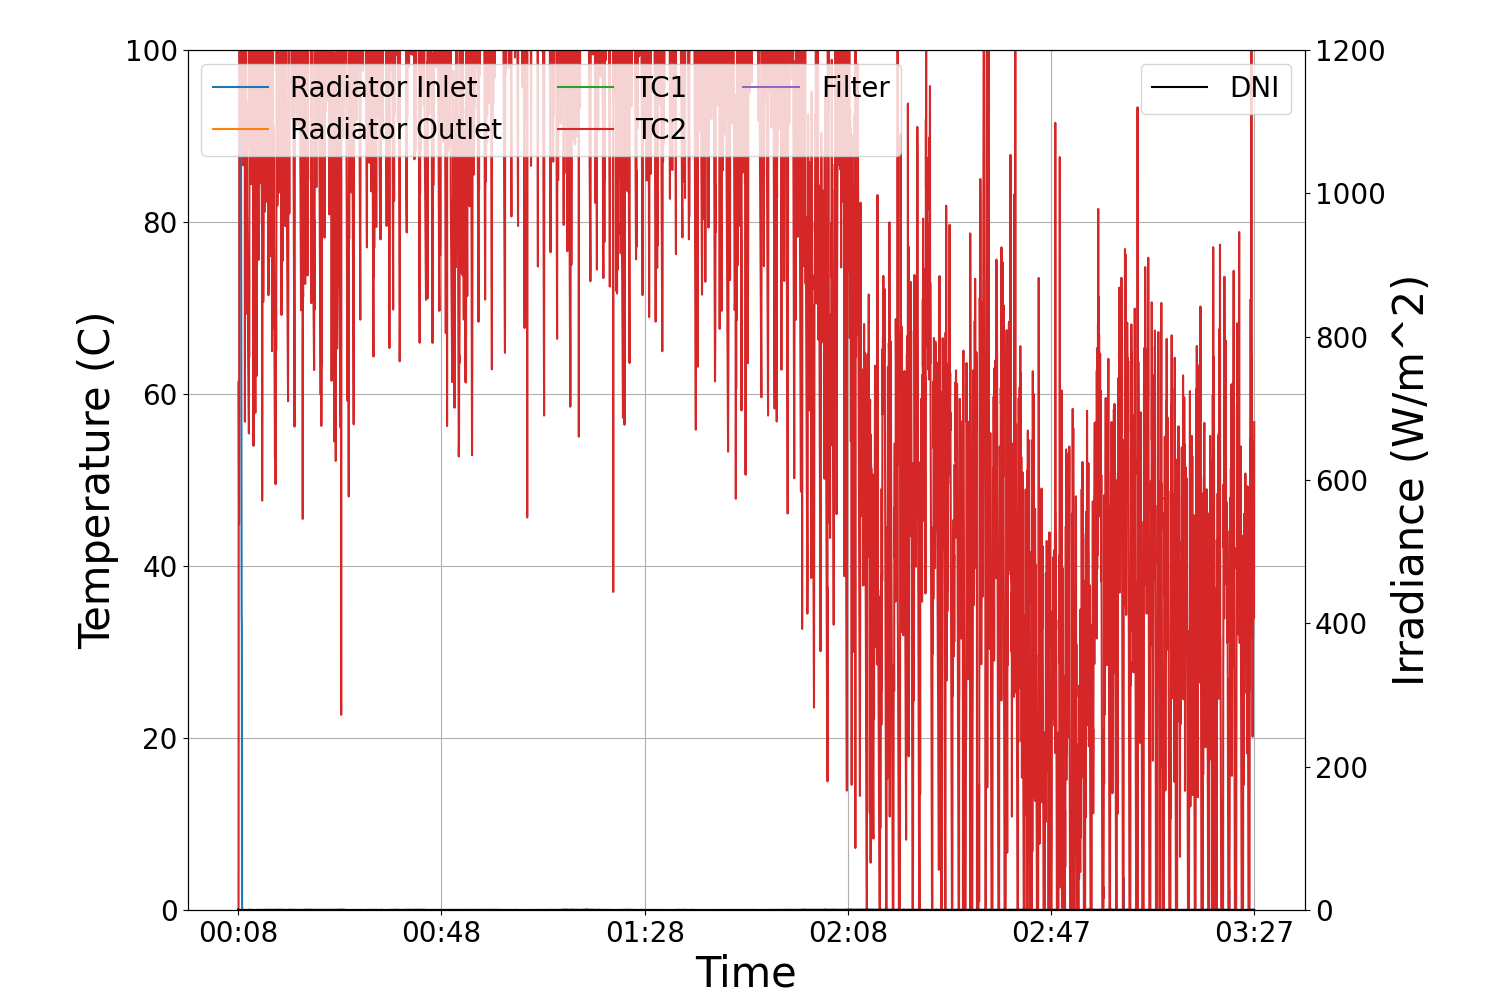 100
80
60
40
20
0
Temperature (C)
Radiator Inlet
Radiator Outlet
TC1
TC2
Filter
DNI
1200
1000
800
600
400
200
0
Irradiance (W/m^2)
00:08 00:48 01:28 02:08 02:47 03:27
Time